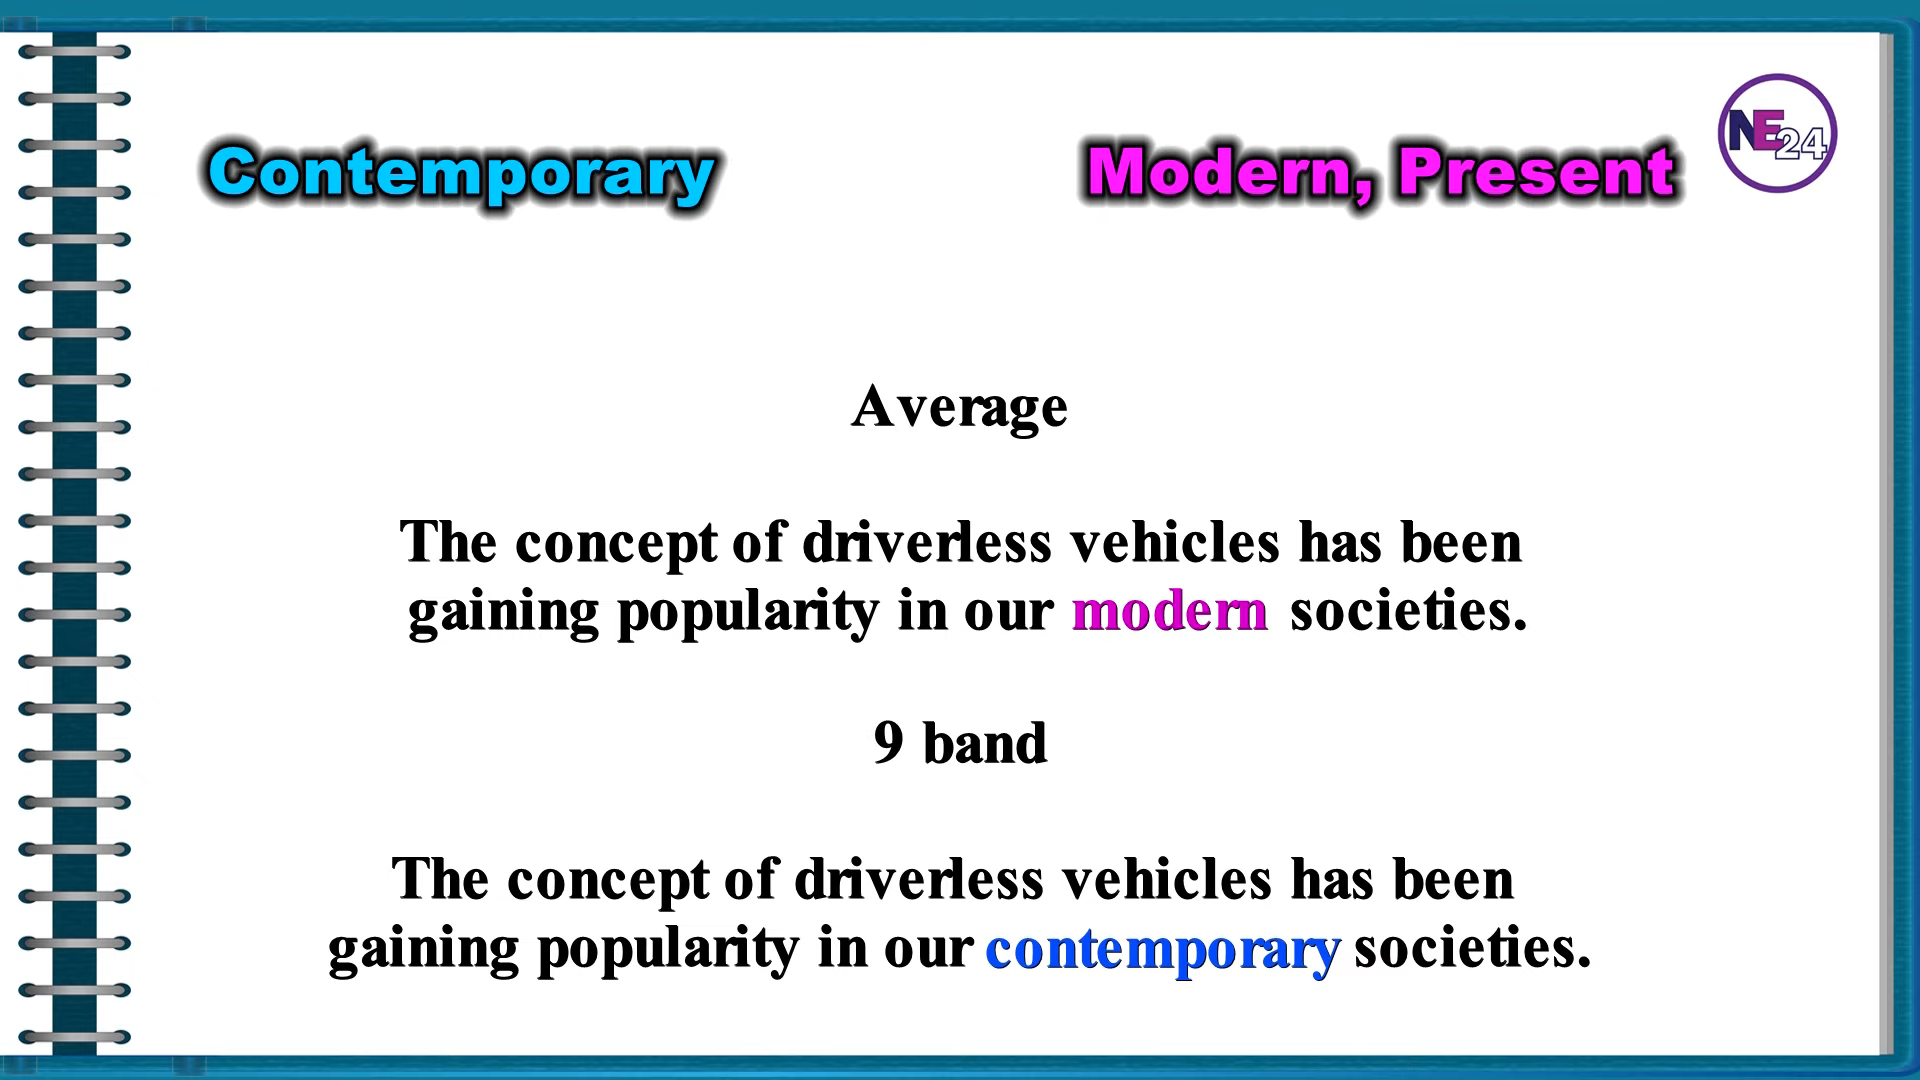 Contemporary
Modern, Present
NE24
Average
The concept of driverless vehicles has been
gaining popularity in our modern societies.
9 band
The concept of driverless vehicles has been
gaining popularity in our contemporary societies.